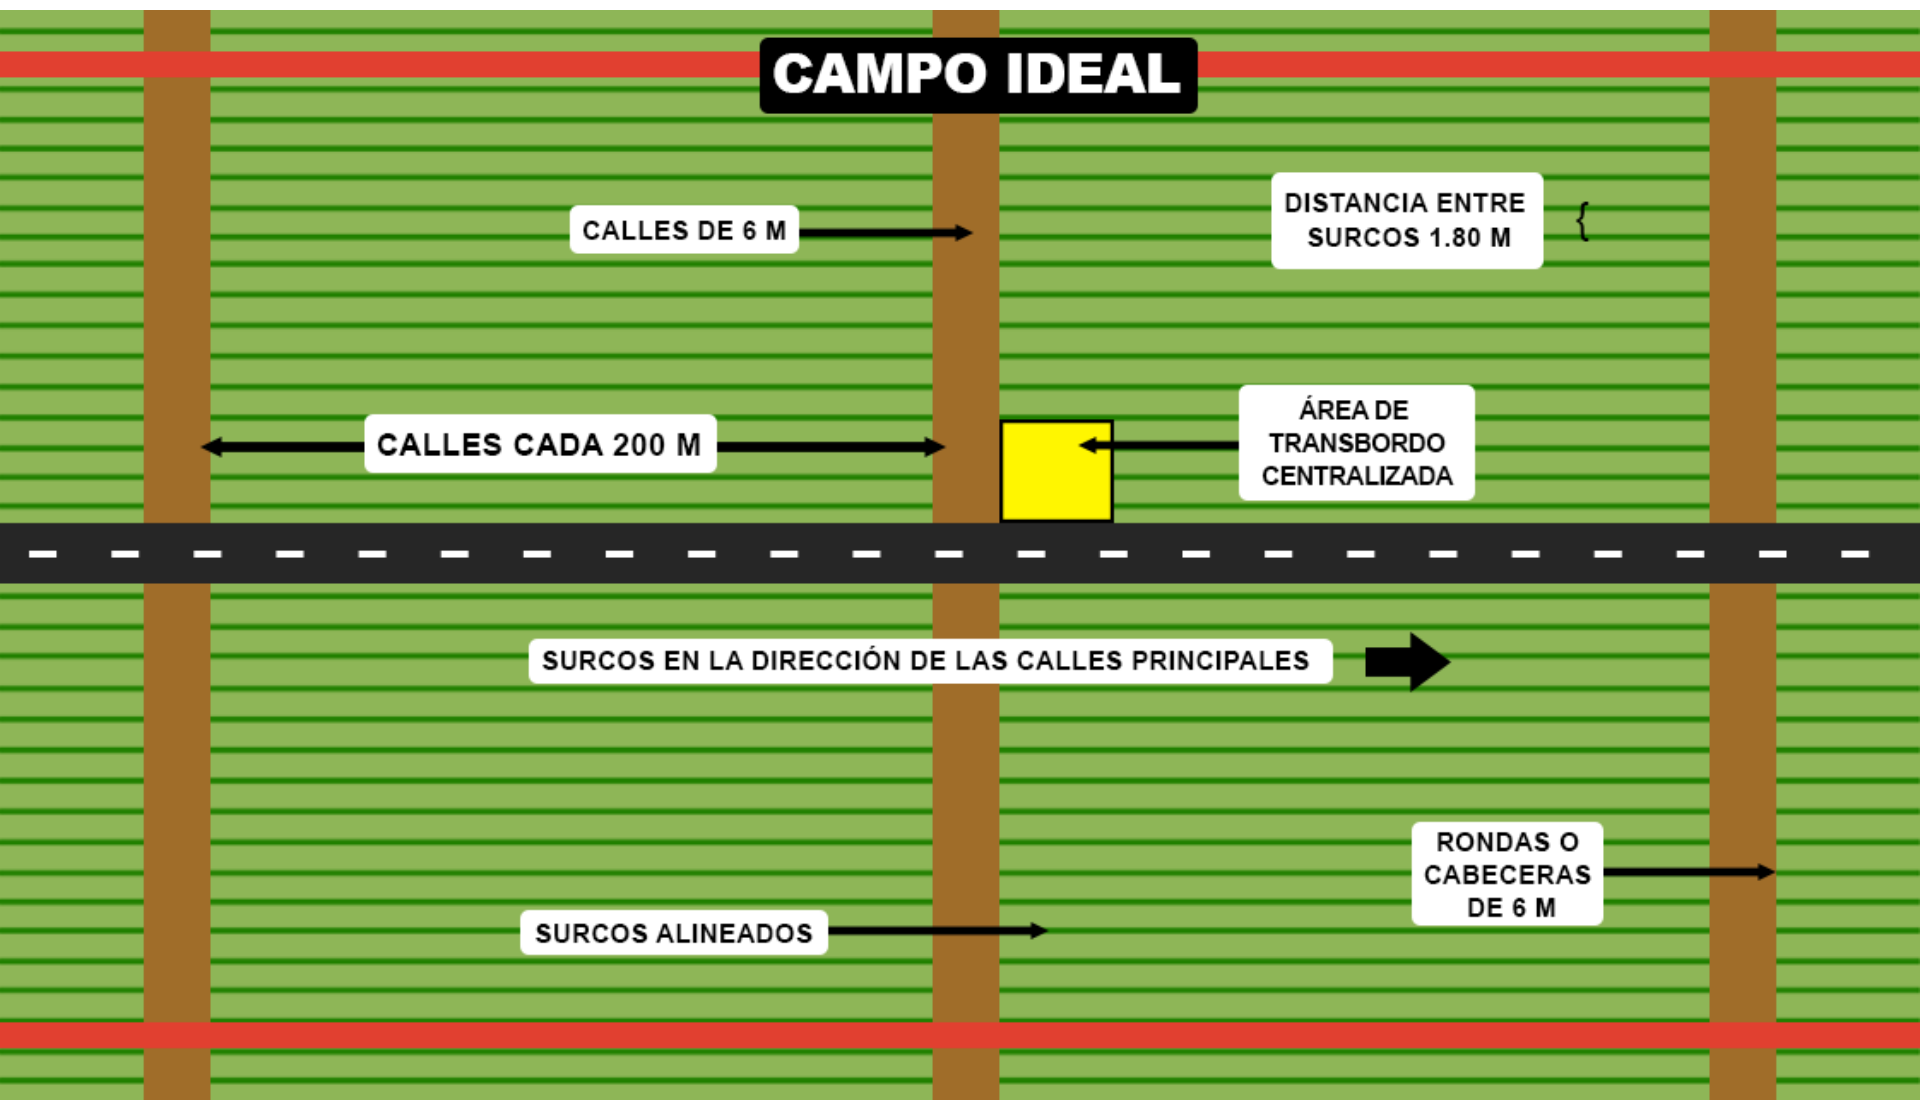 CAMPO IDEAL
CALLES DE 6 M
DISTANCIA ENTRE
SURCOS 1.80 M
{
CALLES CADA 200 M
ÁREA DE
TRANSBORDO
CENTRALIZADA
SURCOS EN LA DIRECCIÓN DE LAS CALLES PRINCIPALES
RONDAS O
CABECERAS
DE 6 M
SURCOS ALINEADOS